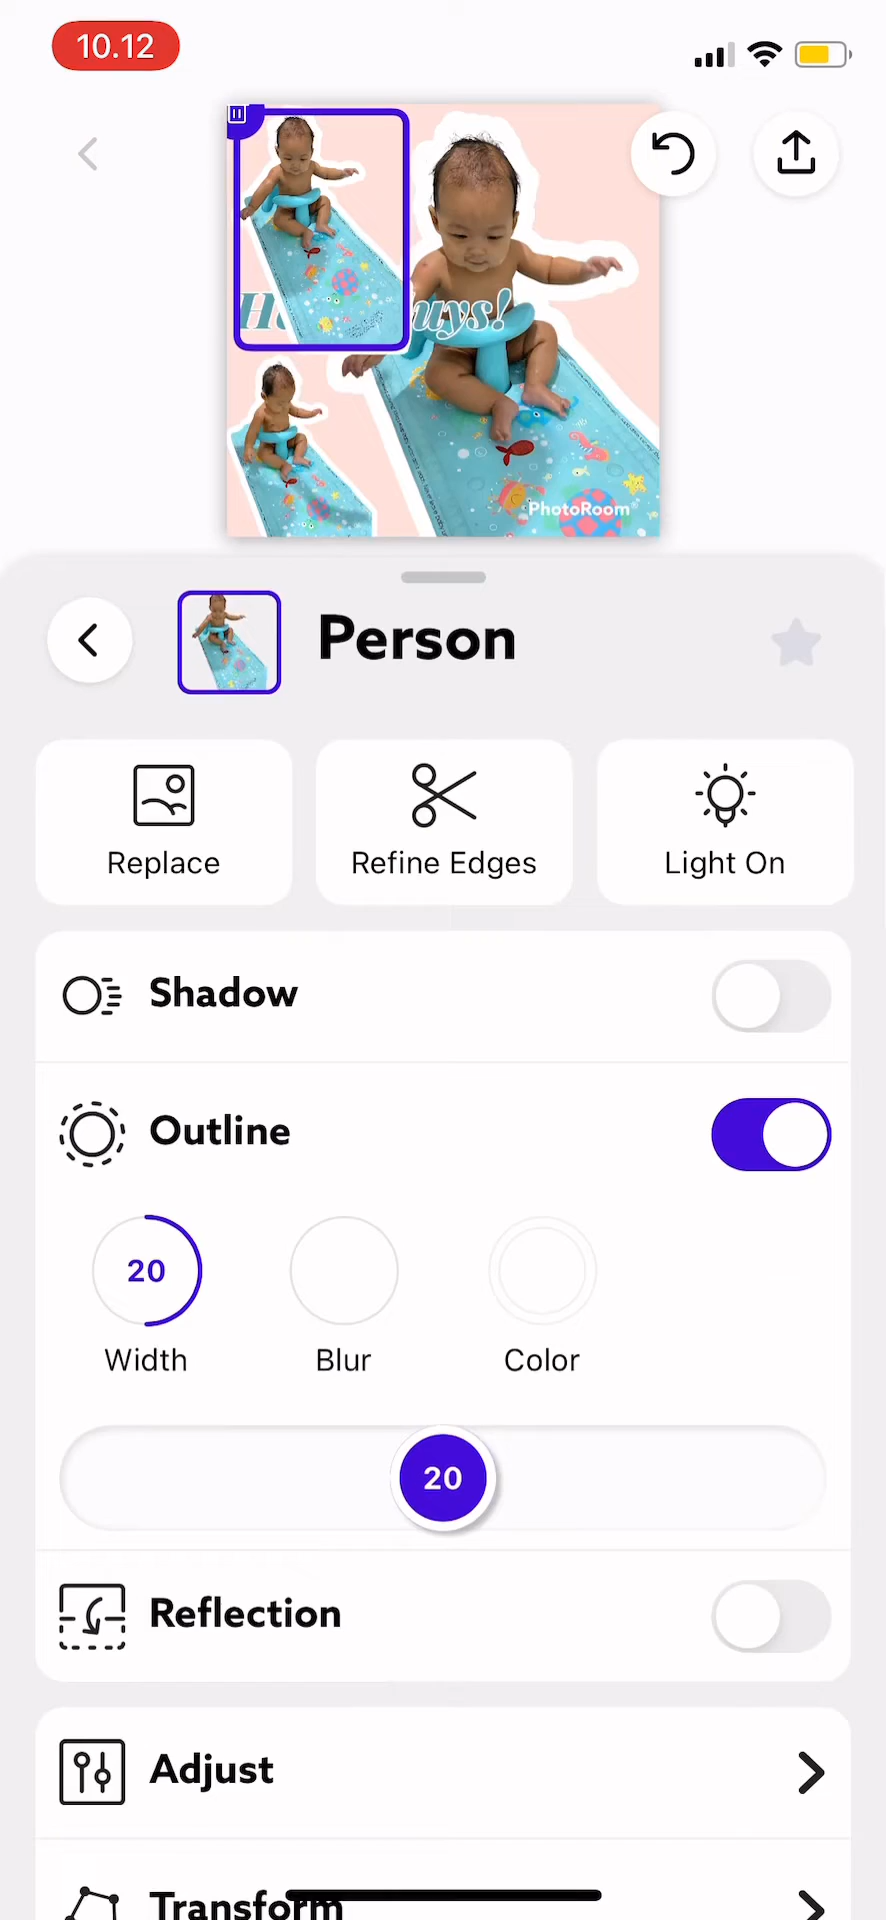 10.12
uys!
PhotoRoom
Person
Replace
Refine Edges
Light On
Shadow
Outline
20
Width
Blur
Color
20
Reflection
Adjust
Transform